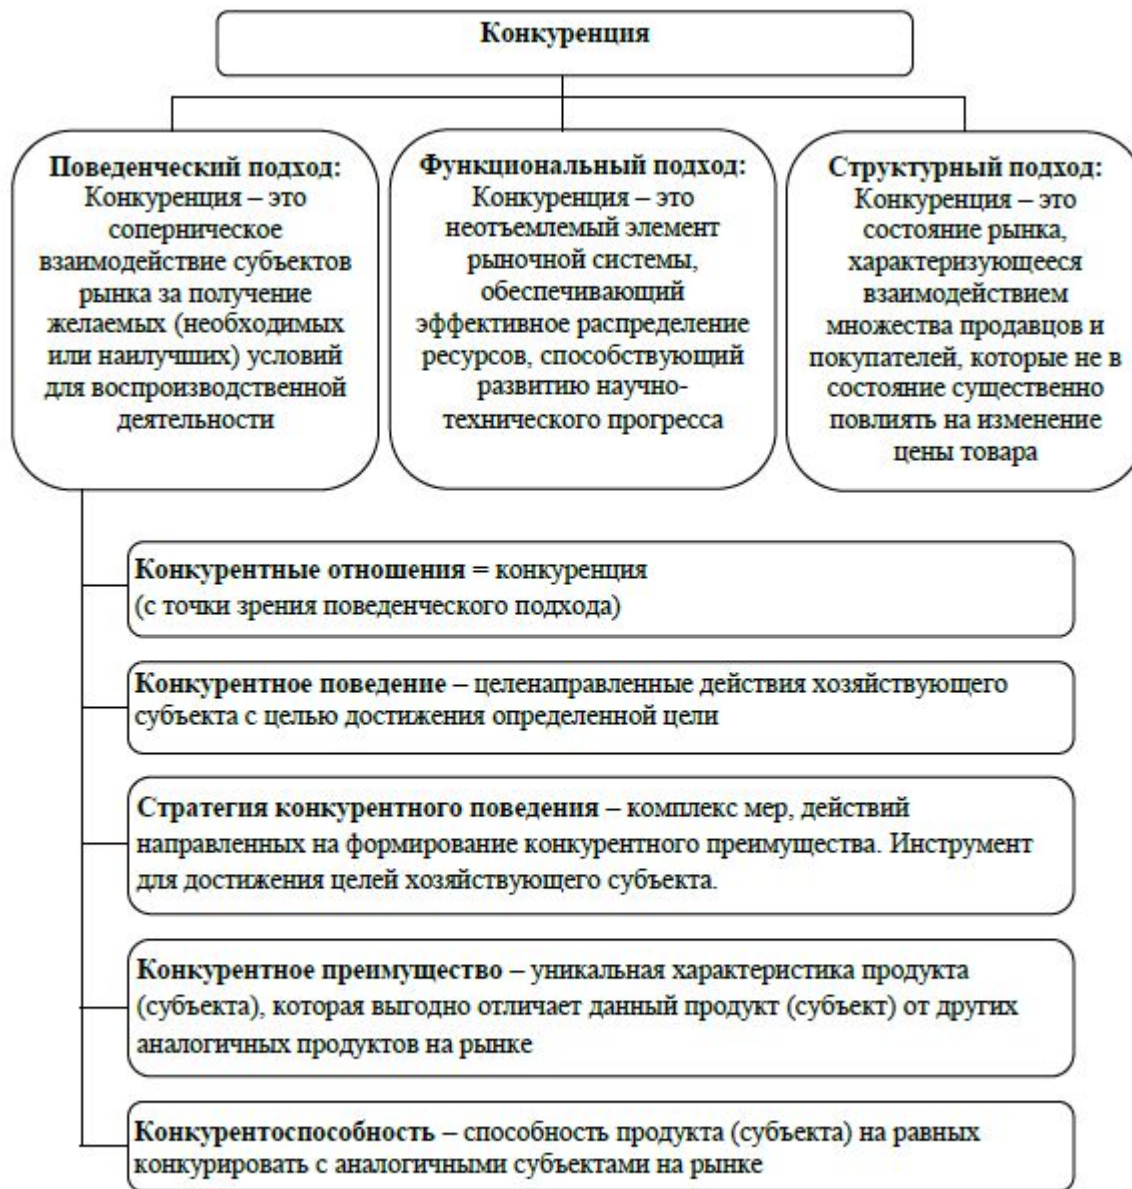 Конкуренция
Поведенческий подход:
Конкуренция – это
соперническое
взаимодействие субъектов
рынка за получение
желаемых (необходимых
или наилучших) условий
для воспроизводственной
деятельности
Функциональный подход:
Конкуренция – это
неотъемлемый элемент
рыночной системы,
обеспечивающий
эффективное распределение
ресурсов, способствующий
развитию научно-
технического прогресса
Структурный подход:
Конкуренция – это
состояние рынка,
характеризующееся
взаимодействием
множества продавцов и
покупателей, которые не в
состояние существенно
повлиять на изменение
цены товара
Конкурентные отношения = конкуренция
(с точки зрения поведенческого подхода)
Конкурентное поведение – целенаправленные действия хозяйствующего
субъекта с целью достижения определенной цели
Стратегия конкурентного поведения – комплекс мер, действий
направленных на формирование конкурентного преимущества. Инструмент
для достижения целей хозяйствующего субъекта.
Конкурентное преимущество – уникальная характеристика продукта
(субъекта), которая выгодно отличает данный продукт (субъект) от других
аналогичных продуктов на рынке
Конкурентоспособность – способность продукта (субъекта) на равных
конкурировать с аналогичными субъектами на рынке